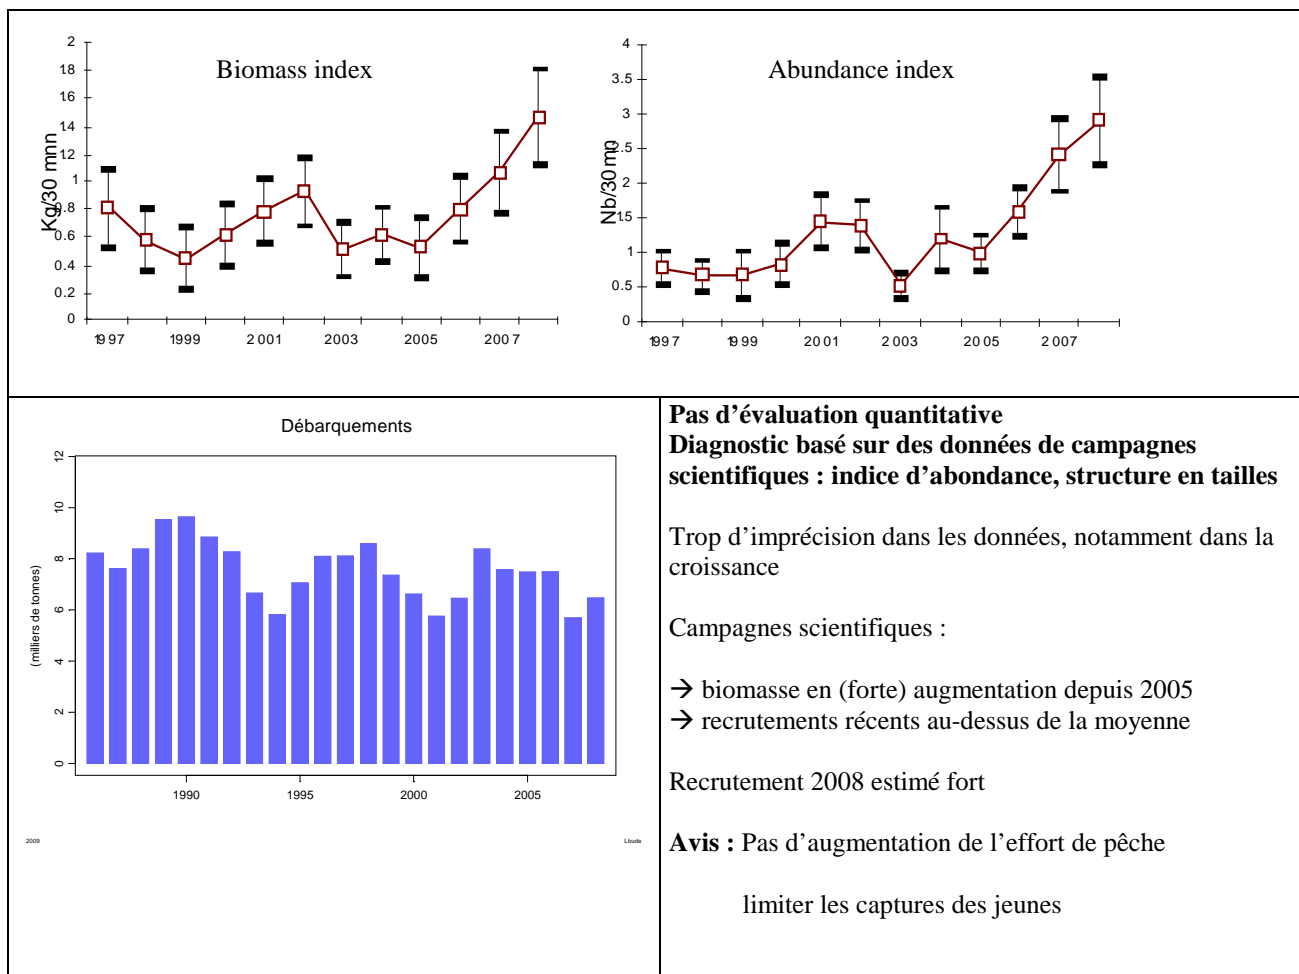 Biomass index
Kg/30 mnn
2
18
16
14
12
1
0.8
0.6
0.4
0.2
0
1997
1999
2001
2003
2005
2007
Abundance index
Nb/30mn
4
3.5
3
2.5
2
1.5
1
0.5
0
1997
1999
2001
2003
2005
2007
Débarquements
(milliers de tonnes)
12
10
8
6
4
2
0
1990
1995
2000
2005
2009
Lbude
Pas d’évaluation quantitative
Diagnostic basé sur des données de campagnes
scientifiques : indice d’abondance, structure en tailles
Trop d’imprécision dans les données, notamment dans la
croissance
Campagnes scientifiques :
→ biomasse en (forte) augmentation depuis 2005
→ recrutements récents au-dessus de la moyenne
Recrutement 2008 estimé fort
Avis : Pas d’augmentation de l’effort de pêche
limiter les captures des jeunes